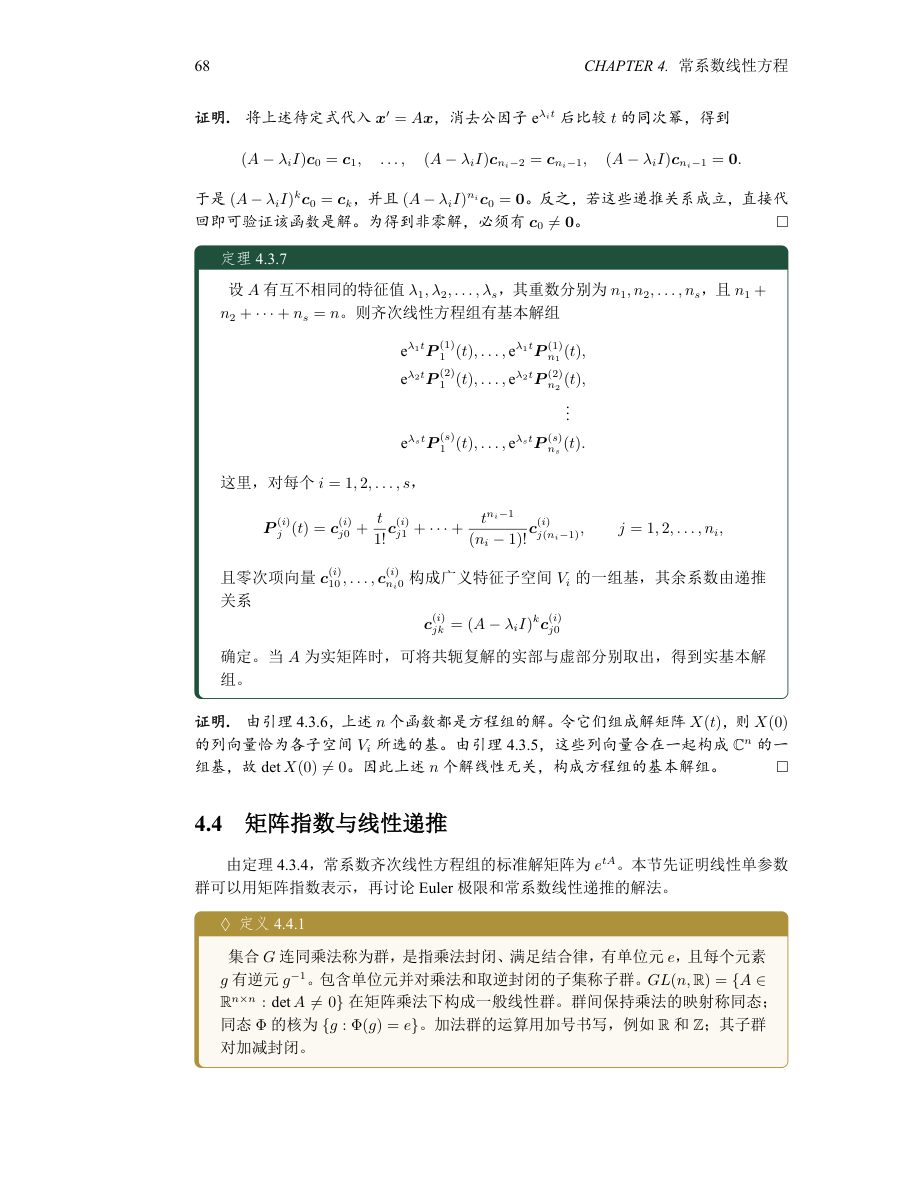 68 CHAPTER 4. 常系数线性方程
证明. 将上述待定式代入 x′ = Ax，消去公因子 e^{λ_i t} 后比较 t 的同次幂，得到
(A − λ_i I)c_0 = c_1, . . . , (A − λ_i I)c_{n_i−2} = c_{n_i−1}, (A − λ_i I)c_{n_i−1} = 0.
于是 (A − λ_i I)^k c_0 = c_k，并且 (A − λ_i I)^{n_i} c_0 = 0。反之，若这些递推关系成立，直接代
回即可验证该函数是解。为得到非零解，必须有 c_0 ≠ 0。 □
定理 4.3.7
设 A 有互不相同的特征值 λ_1, λ_2, . . . , λ_s，其重数分别为 n_1, n_2, . . . , n_s，且 n_1 +
n_2 + · · · + n_s = n。则齐次线性方程组有基本解组
e^{λ_1 t} P_1^{(1)}(t), . . . , e^{λ_1 t} P_{n_1}^{(1)}(t),
e^{λ_2 t} P_1^{(2)}(t), . . . , e^{λ_2 t} P_{n_2}^{(2)}(t),
⋮
e^{λ_s t} P_1^{(s)}(t), . . . , e^{λ_s t} P_{n_s}^{(s)}(t).
这里，对每个 i = 1, 2, . . . , s，
P_j^{(i)}(t) = c_{j0}^{(i)} + \frac{t}{1!} c_{j1}^{(i)} + · · · + \frac{t^{n_i−1}}{(n_i − 1)!} c_{j(n_i−1)}^{(i)}, j = 1, 2, . . . , n_i,
且零次项向量 c_{10}^{(i)}, . . . , c_{n_i 0}^{(i)} 构成广义特征子空间 V_i 的一组基，其余系数由递推
关系
c_{jk}^{(i)} = (A − λ_i I)^k c_{j0}^{(i)}
确定。当 A 为实矩阵时，可将共轭复解的实部与虚部分别取出，得到实基本解
组。
证明. 由引理 4.3.6，上述 n 个函数都是方程组的解。令它们组成解矩阵 X(t)，则 X(0)
的列向量恰为各子空间 V_i 所选的基。由引理 4.3.5，这些列向量合在一起构成 ℂ^n 的一
组基，故 det X(0) ≠ 0。因此上述 n 个解线性无关，构成方程组的基本解组。 □
4.4 矩阵指数与线性递推
由定理 4.3.4，常系数齐次线性方程组的标准解矩阵为 e^{tA}。本节先证明线性单参数
群可以用矩阵指数表示，再讨论 Euler 极限和常系数线性递推的解法。
♢ 定义 4.4.1
集合 G 连同乘法称为群，是指乘法封闭、满足结合律，有单位元 e，且每个元素
g 有逆元 g^{−1}。包含单位元并对乘法和取逆封闭的子集称子群。GL(n, ℝ) = {A ∈
ℝ^{n×n} : det A ≠ 0} 在矩阵乘法下构成一般线性群。群间保持乘法的映射称同态；
同态 Φ 的核为 {g : Φ(g) = e}。加法群的运算用加号书写，例如 ℝ 和 ℤ；其子群
对加减封闭。